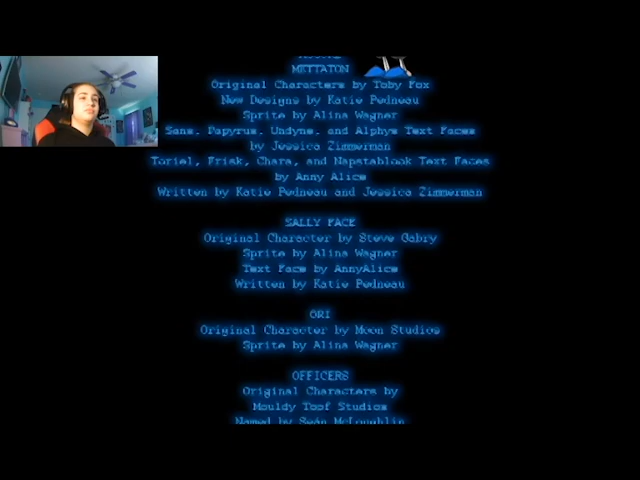 METTATON
Original Characters by Toby Fox
New Designs by Katie Pedneau
Sprite by Alina Wagner
Sans, Papyrus, Undyne, and Alphys Text Faces
by Jessica Zimmerman
Toriel, Frisk, Chara, and Napstablook Text Faces
by Anny Alice
Written by Katie Pedneau and Jessica Zimmerman
SALLY FACE
Original Character by Steve Gabry
Sprite by Alina Wagner
Text Face by AnnyAlice
Written by Katie Pedneau
ORI
Original Character by Moon Studios
Sprite by Alina Wagner
OFFICERS
Original Characters by
Mouldy Toof Studios
Named by Seán McLoughlin